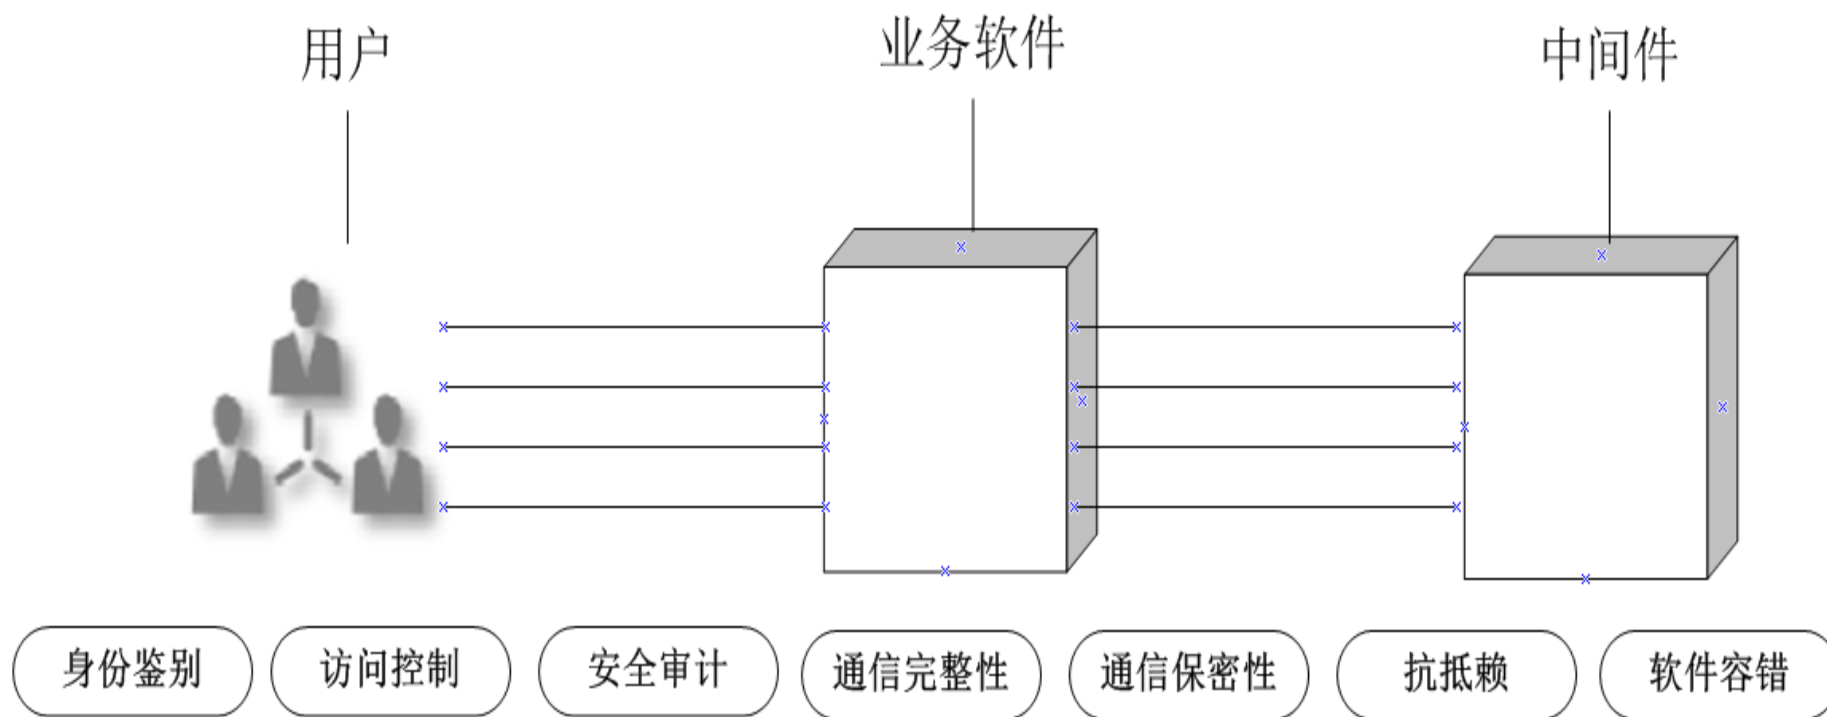 用户
业务软件
中间件
身份鉴别
访问控制
安全审计
通信完整性
通信保密性
抗抵赖
软件容错